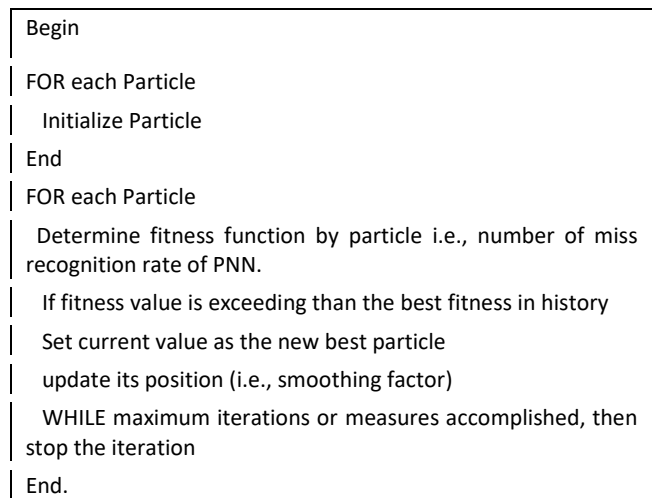 Begin
FOR each Particle
Initialize Particle
End
FOR each Particle
Determine fitness function by particle i.e., number of miss
recognition rate of PNN.
If fitness value is exceeding than the best fitness in history
Set current value as the new best particle
update its position (i.e., smoothing factor)
WHILE maximum iterations or measures accomplished, then
stop the iteration
End.